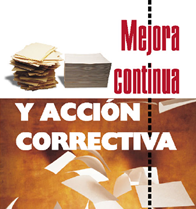 Mejora
continua
Y ACCIÓN
CORRECTIVA